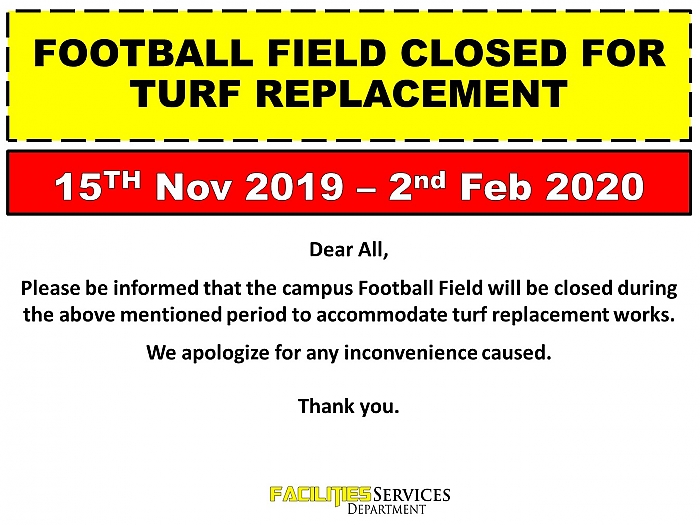 FOOTBALL FIELD CLOSED FOR
TURF REPLACEMENT
15TH Nov 2019 – 2nd Feb 2020
Dear All,
Please be informed that the campus Football Field will be closed during
the above mentioned period to accommodate turf replacement works.
We apologize for any inconvenience caused.
Thank you.
FACILITIES SERVICES
DEPARTMENT